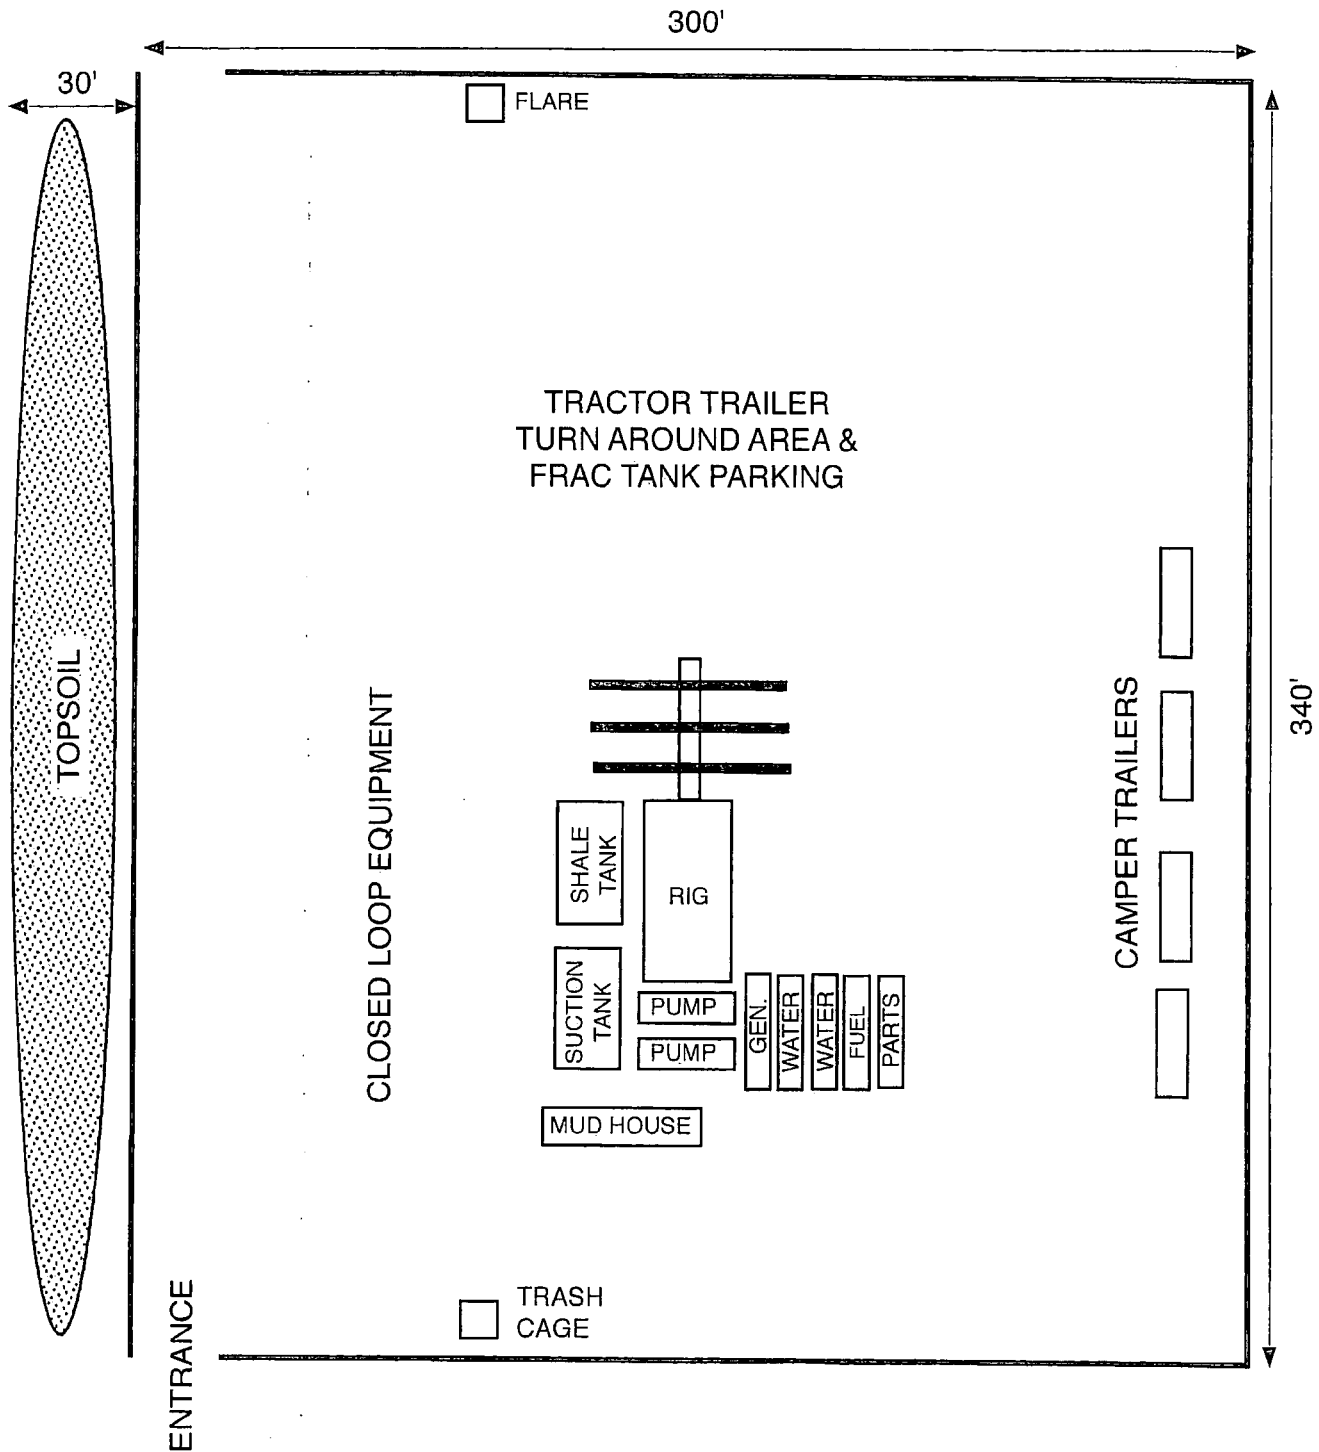 300'
30'
FLARE
TRACTOR TRAILER
TURN AROUND AREA &
FRAC TANK PARKING
TOPSOIL
CLOSED LOOP EQUIPMENT
SHALE
TANK
RIG
CAMPER TRAILERS
340'
SUCTION
TANK
PUMP
PUMP
GEN.
WATER
WATER
FUEL
PARTS
MUD HOUSE
TRASH
CAGE
ENTRANCE